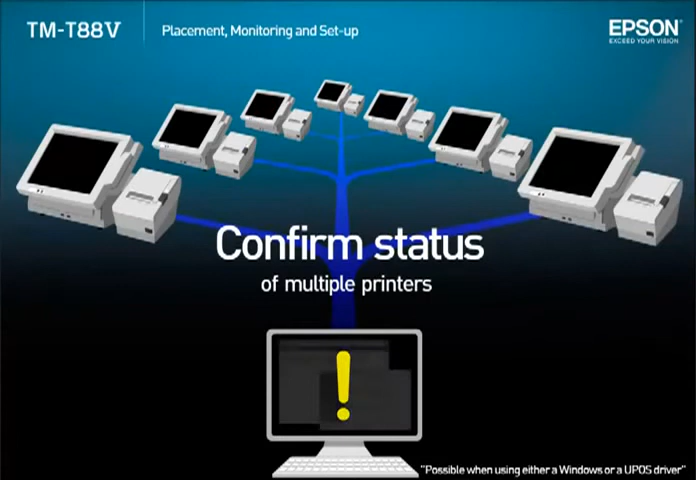 TM-T88V
Placement, Monitoring and Set-up
EPSON
EXCEED YOUR VISION
Confirm status
of multiple printers
!
"Possible when using either a Windows or a UPOS driver"